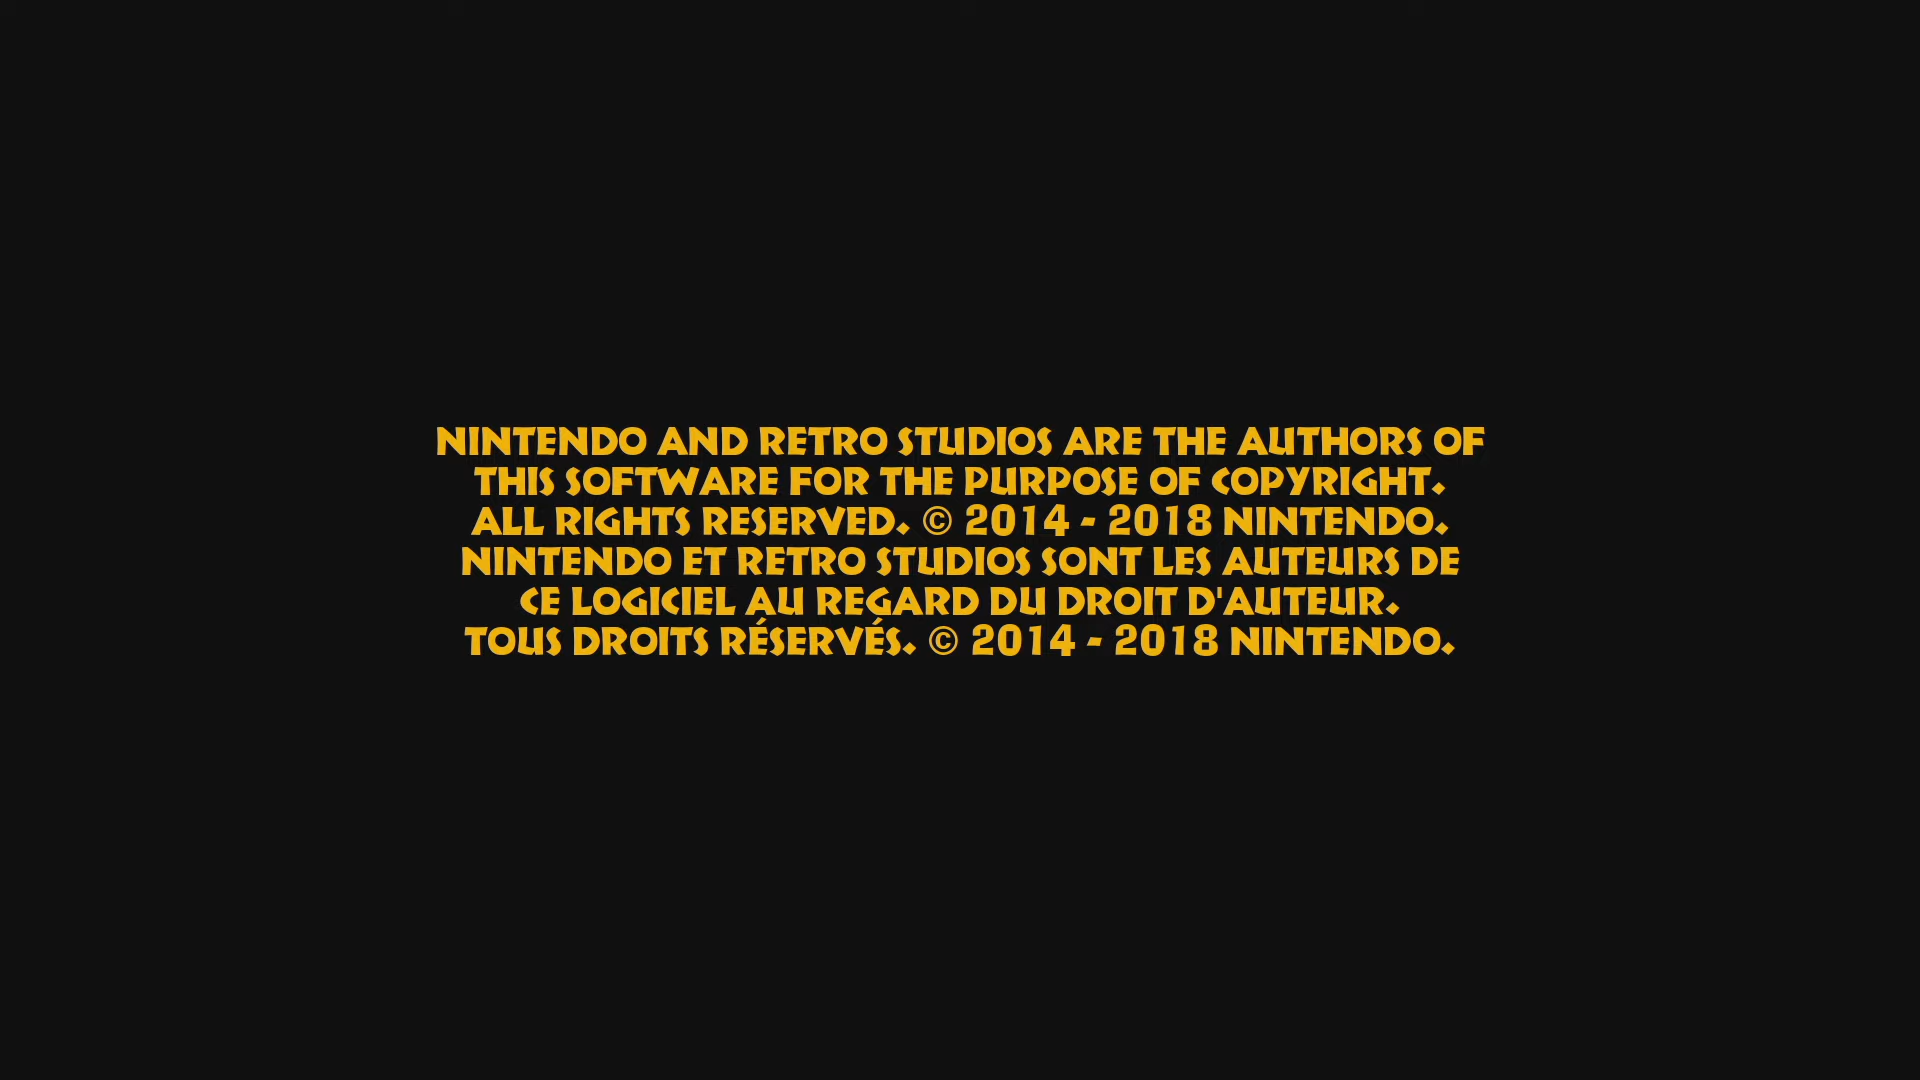 NINTENDO AND RETRO STUDIOS ARE THE AUTHORS OF
THIS SOFTWARE FOR THE PURPOSE OF COPYRIGHT.
ALL RIGHTS RESERVED. © 2014 - 2018 NINTENDO.
NINTENDO ET RETRO STUDIOS SONT LES AUTEURS DE
CE LOGICIEL AU REGARD DU DROIT D'AUTEUR.
TOUS DROITS RÉSERVÉS. © 2014 - 2018 NINTENDO.